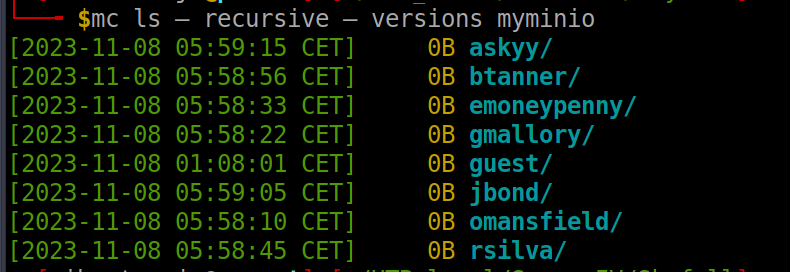 $mc ls — recursive — versions myminio
[2023-11-08 05:59:15 CET] 0B askyy/
[2023-11-08 05:58:56 CET] 0B btanner/
[2023-11-08 05:58:33 CET] 0B emoneypenny/
[2023-11-08 05:58:22 CET] 0B gmallory/
[2023-11-08 01:08:01 CET] 0B guest/
[2023-11-08 05:59:05 CET] 0B jbond/
[2023-11-08 05:58:10 CET] 0B omansfield/
[2023-11-08 05:58:45 CET] 0B rsilva/